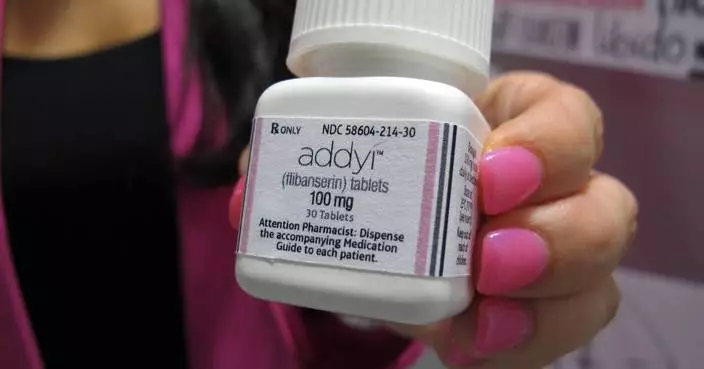 libido
℞ ONLY NDC 58604-214-30
addyi™
(flibanserin) tablets
100 mg
30 Tablets
Attention Pharmacist: Dispense
the accompanying Medication
Guide to each patient.